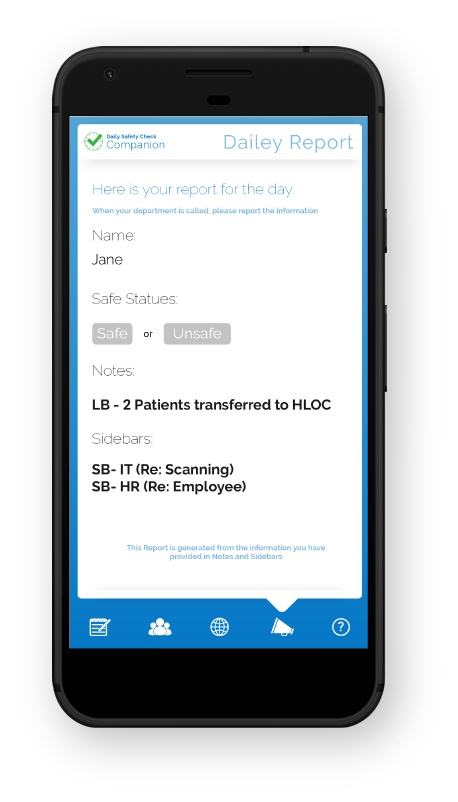 Daily Safety Check
Companion
Dailey Report
Here is your report for the day.
When your department is called, please report the information
Name:
Jane
Safe Statues:
Safe or Unsafe
Notes:
LB - 2 Patients transferred to HLOC
Sidebars:
SB- IT (Re: Scanning)
SB- HR (Re: Employee)
This Report is generated from the information you have
provided in Notes and Sidebars
?